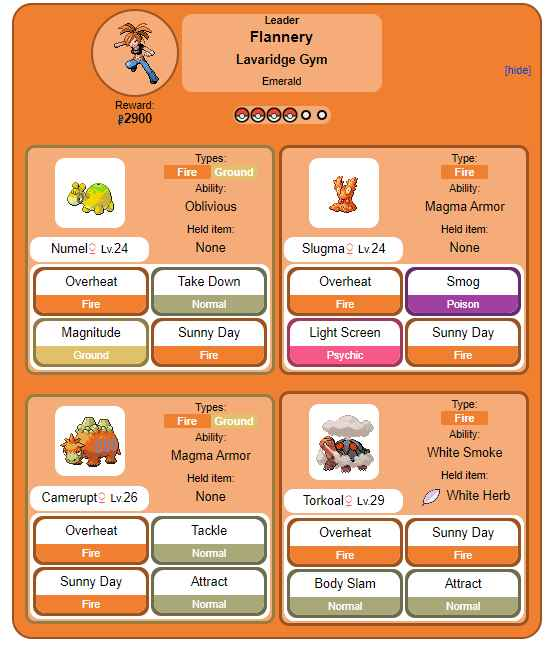 Leader
Flannery
Lavaridge Gym
Emerald
[hide]
Reward:
₽2900
Types:
Fire Ground
Ability:
Oblivious
Held item:
None
Numel♀ Lv.24
Overheat
Fire
Take Down
Normal
Magnitude
Ground
Sunny Day
Fire
Type:
Fire
Ability:
Magma Armor
Held item:
None
Slugma♀ Lv.24
Overheat
Fire
Smog
Poison
Light Screen
Psychic
Sunny Day
Fire
Types:
Fire Ground
Ability:
Magma Armor
Held item:
None
Camerupt♀ Lv.26
Overheat
Fire
Tackle
Normal
Sunny Day
Fire
Attract
Normal
Type:
Fire
Ability:
White Smoke
Held item:
White Herb
Torkoal♀ Lv.29
Overheat
Fire
Sunny Day
Fire
Body Slam
Normal
Attract
Normal